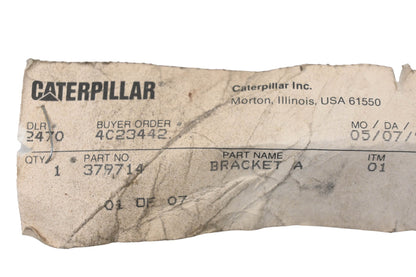 CATERPILLAR
Caterpillar Inc.
Morton, Illinois, USA 61550
DLR BUYER ORDER MO / DA /
2470 4C23442 05/07/
QTY PART NO PART NAME ITM
1 379714 BRACKET A 01
01 OF 07